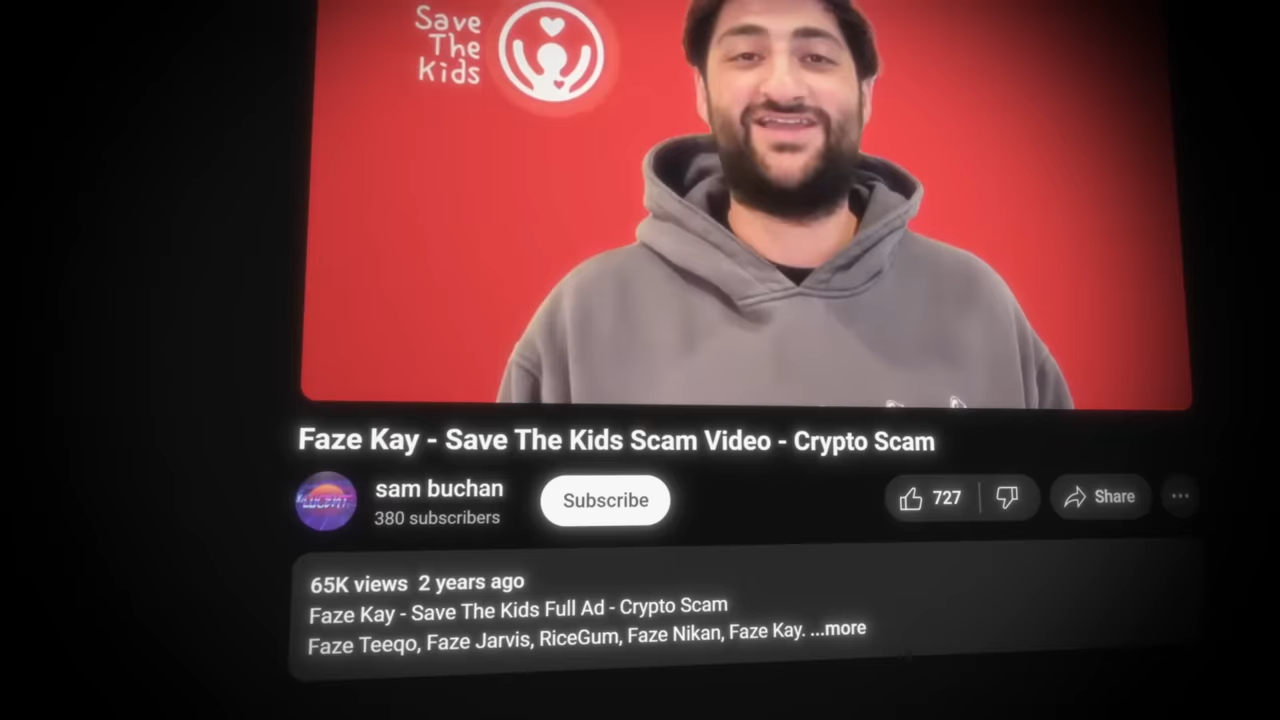 Save
The
Kids
Faze Kay - Save The Kids Scam Video - Crypto Scam
sam buchan
380 subscribers
Subscribe
727
Share
65K views 2 years ago
Faze Kay - Save The Kids Full Ad - Crypto Scam
Faze Teeqo, Faze Jarvis, RiceGum, Faze Nikan, Faze Kay. ...more